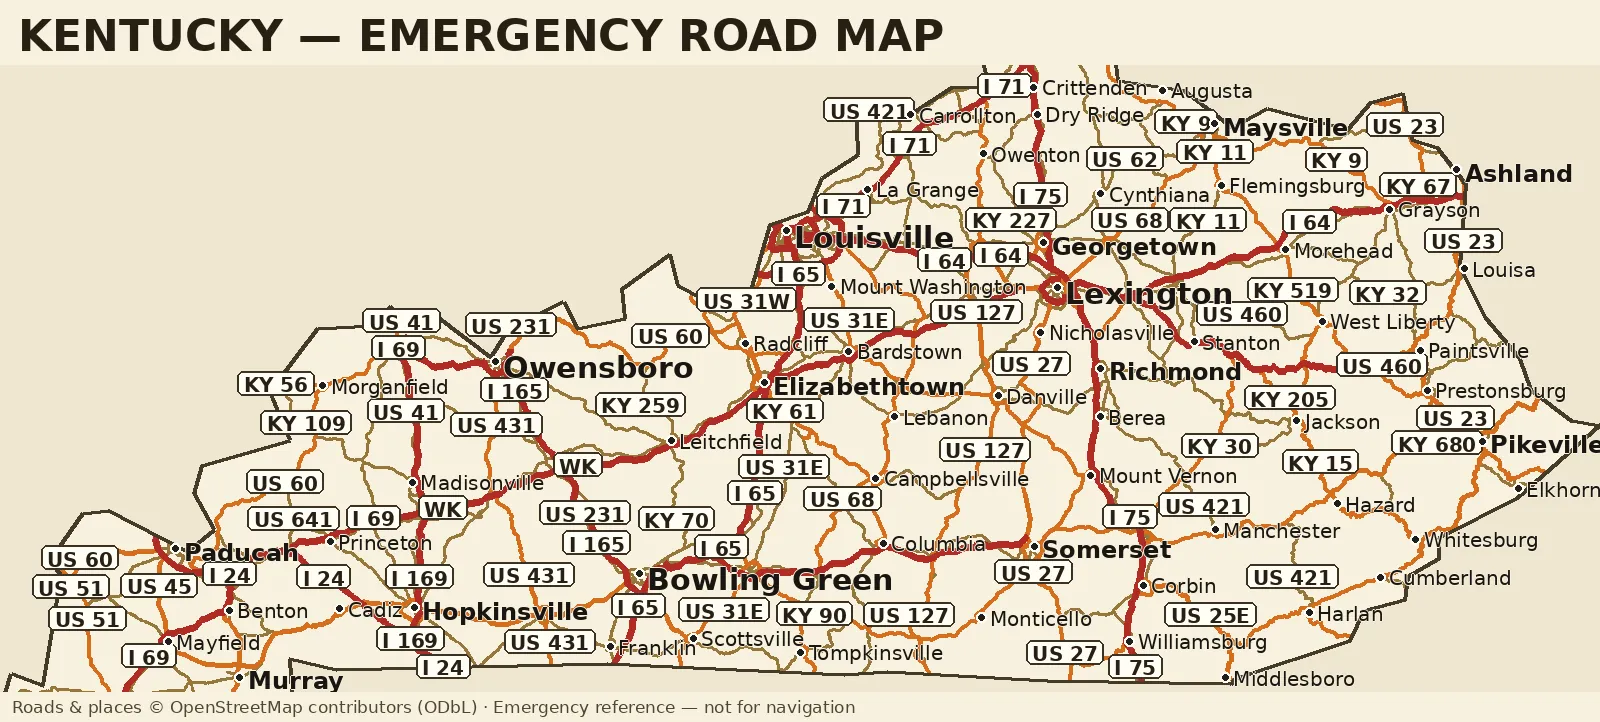 KENTUCKY — EMERGENCY ROAD MAP
I 71
Crittenden
Augusta
US 421
Carrollton
Dry Ridge
KY 9
Maysville
US 23
I 71
Owenton
US 62
KY 11
KY 9
Ashland
La Grange
I 75
Cynthiana
Flemingsburg
KY 67
I 71
KY 227
US 68
KY 11
I 64
Grayson
Louisville
I 64
I 64
Georgetown
Morehead
US 23
I 65
Mount Washington
Lexington
KY 519
KY 32
Louisa
US 31W
US 31E
US 127
US 460
West Liberty
US 41
US 231
US 60
Radcliff
Bardstown
Nicholasville
Stanton
Paintsville
I 69
Owensboro
US 27
Richmond
US 460
KY 56
Morganfield
I 165
Elizabethtown
Danville
KY 205
Prestonsburg
US 41
KY 259
KY 61
Lebanon
Berea
Jackson
US 23
KY 109
US 431
Leitchfield
US 127
KY 30
KY 680
Pikeville
WK
US 31E
KY 15
US 60
Madisonville
I 65
US 68
Campbellsville
Mount Vernon
Elkhorn
US 641
I 69
WK
US 231
KY 70
I 75
US 421
Hazard
Princeton
I 165
I 65
Columbia
Somerset
Manchester
Whitesburg
US 60
Paducah
US 51
US 45
I 24
I 24
I 169
US 431
Bowling Green
US 27
Corbin
US 421
Cumberland
US 51
Benton
Cadiz
Hopkinsville
I 65
US 31E
KY 90
US 127
Monticello
US 25E
Harlan
Mayfield
I 169
US 431
Franklin
Scottsville
Tompkinsville
US 27
Williamsburg
I 69
I 24
I 75
Murray
Middlesboro
Roads & places © OpenStreetMap contributors (ODbL) · Emergency reference — not for navigation